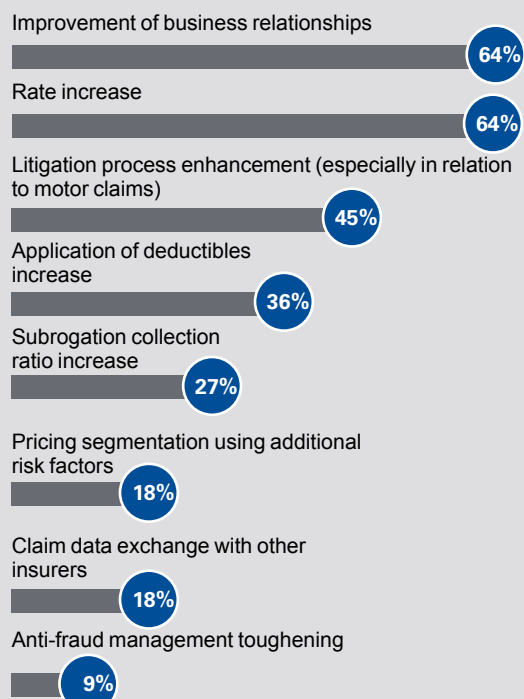 Improvement of business relationships
64%
Rate increase
64%
Litigation process enhancement (especially in relation
to motor claims)
45%
Application of deductibles
increase
36%
Subrogation collection
ratio increase
27%
Pricing segmentation using additional
risk factors
18%
Claim data exchange with other
insurers
18%
Anti-fraud management toughening
9%